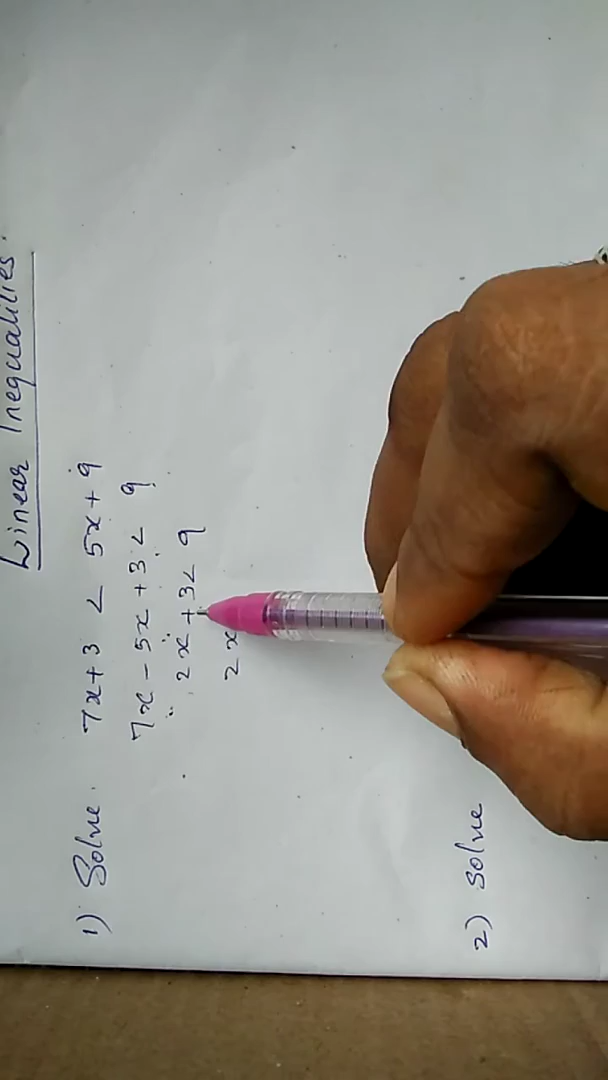 Linear Inequalities.
1) Solve. 7x+3 < 5x+9
7x-5x+3 < 9
2x+3 < 9
2x
2) Solve